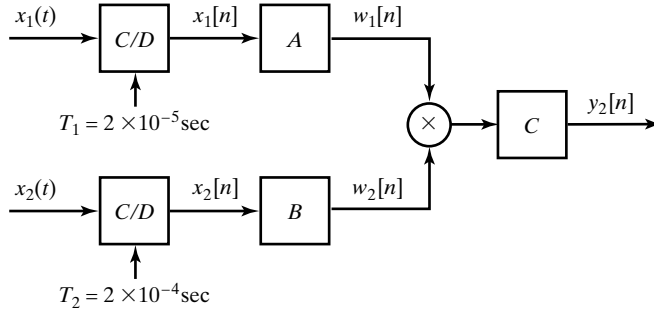 x₁(t) C/D x₁[n] A w₁[n]
T₁ = 2 ×10⁻⁵sec
× C y₂[n]
x₂(t) C/D x₂[n] B w₂[n]
T₂ = 2 ×10⁻⁴sec